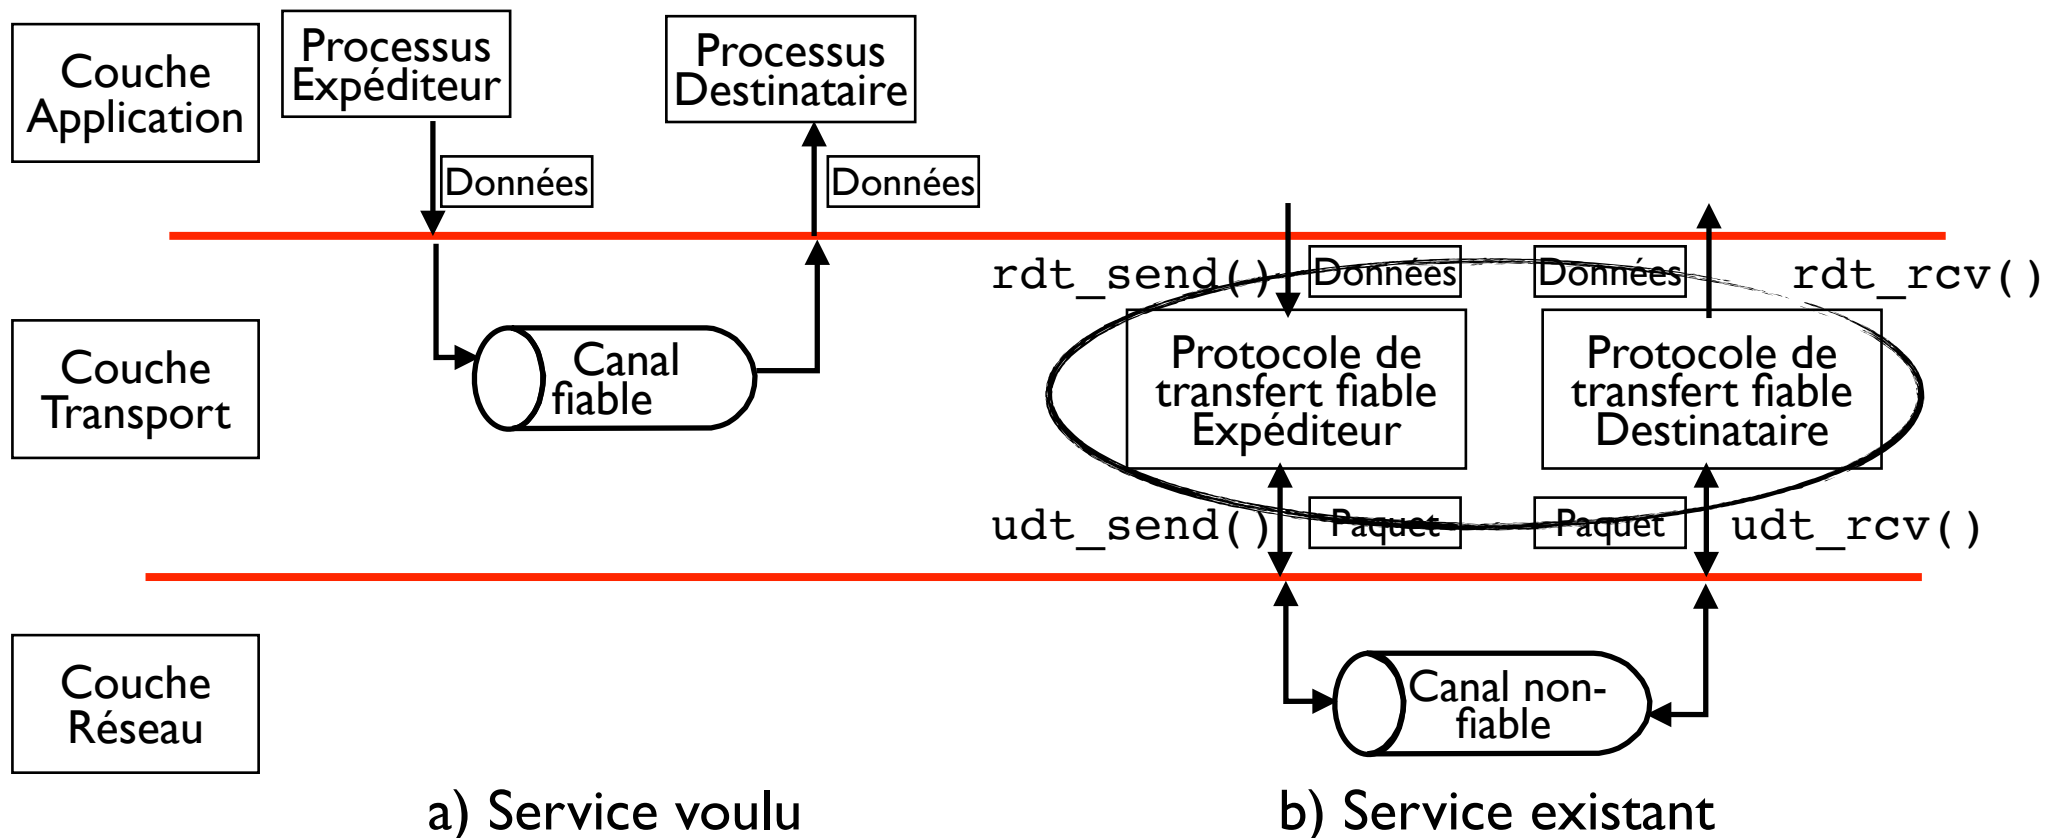 Couche
Application
Processus
Expéditeur
Processus
Destinataire
Données
Données
rdt_send()
Données
Données
rdt_rcv()
Couche
Transport
Canal
fiable
Protocole de
transfert fiable
Expéditeur
Protocole de
transfert fiable
Destinataire
udt_send()
Paquet
Paquet
udt_rcv()
Couche
Réseau
Canal non-
fiable
a) Service voulu
b) Service existant